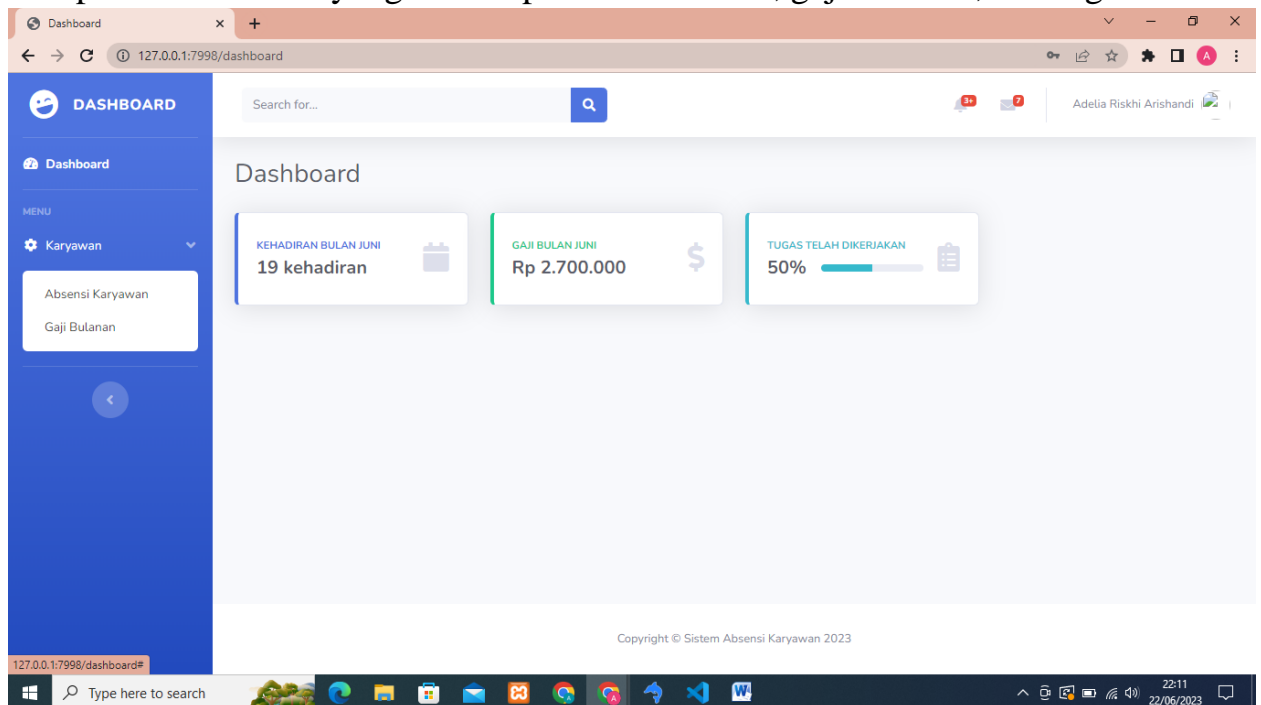 Dashboard
127.0.0.1:7998/dashboard
A
DASHBOARD
Search for...
3+
7
Adelia Riskhi Arishandi
Dashboard
Dashboard
MENU
Karyawan
Absensi Karyawan
Gaji Bulanan
KEHADIRAN BULAN JUNI
19 kehadiran
GAJI BULAN JUNI
Rp 2.700.000
$
TUGAS TELAH DIKERJAKAN
50%
Copyright © Sistem Absensi Karyawan 2023
127.0.0.1:7998/dashboard#
Type here to search
22:11
22/06/2023